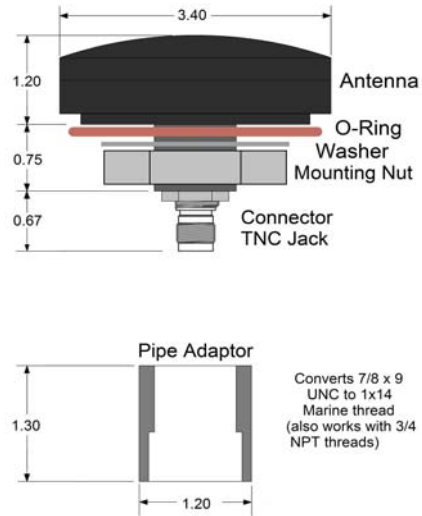 3.40
1.20
Antenna
O-Ring
Washer
Mounting Nut
0.75
0.67
Connector
TNC Jack
Pipe Adaptor
1.30
Converts 7/8 x 9
UNC to 1x14
Marine thread
(also works with 3/4
NPT threads)
1.20